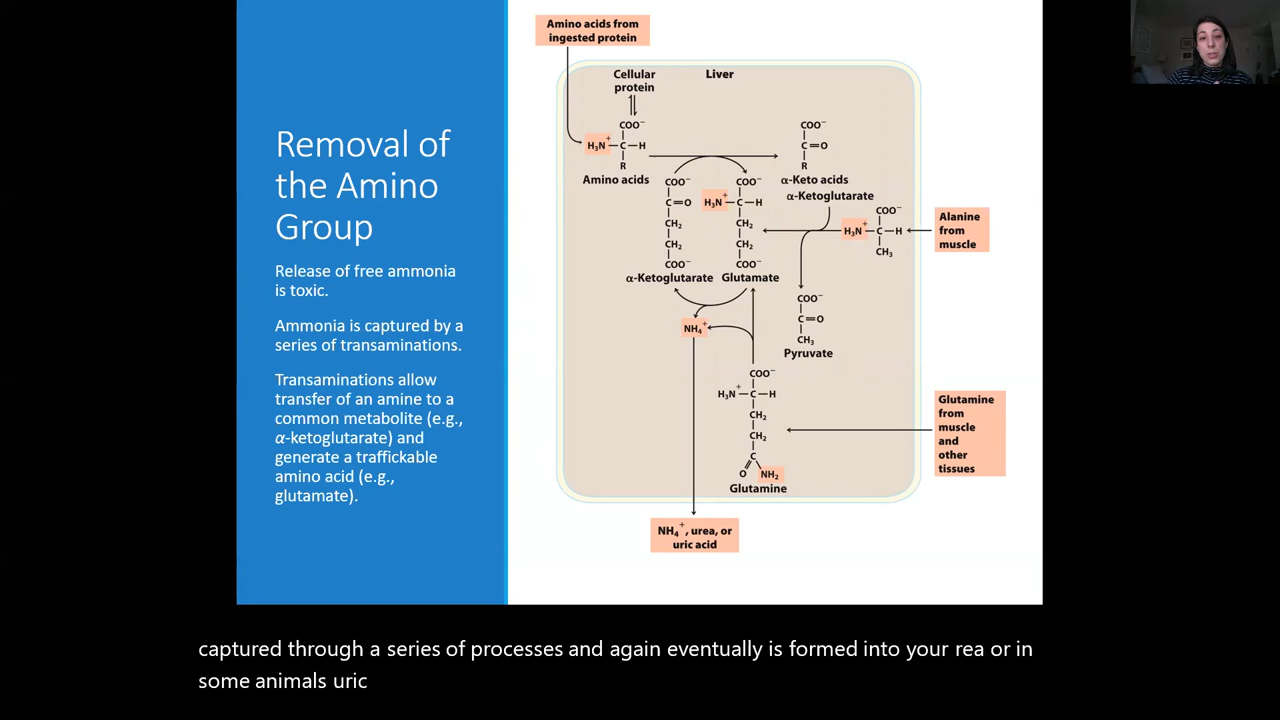 Removal of
the Amino
Group
Release of free ammonia
is toxic.
Ammonia is captured by a
series of transaminations.
Transaminations allow
transfer of an amine to a
common metabolite (e.g.,
α-ketoglutarate) and
generate a traffickable
amino acid (e.g.,
glutamate).
Amino acids from
ingested protein
Cellular
protein
Liver
COO⁻
H₃N⁺—C—H
R
Amino acids
COO⁻
C=O
R
α-Keto acids
α-Ketoglutarate
COO⁻
C=O
CH₂
CH₂
COO⁻
α-Ketoglutarate
COO⁻
H₃N⁺—C—H
CH₂
CH₂
COO⁻
Glutamate
COO⁻
H₃N⁺—C—H
CH₃
Alanine
from
muscle
NH₄⁺
COO⁻
C=O
CH₃
Pyruvate
COO⁻
H₃N⁺—C—H
CH₂
CH₂
C
O NH₂
Glutamine
Glutamine
from
muscle
and
other
tissues
NH₄⁺, urea, or
uric acid
captured through a series of processes and again eventually is formed into your rea or in
some animals uric